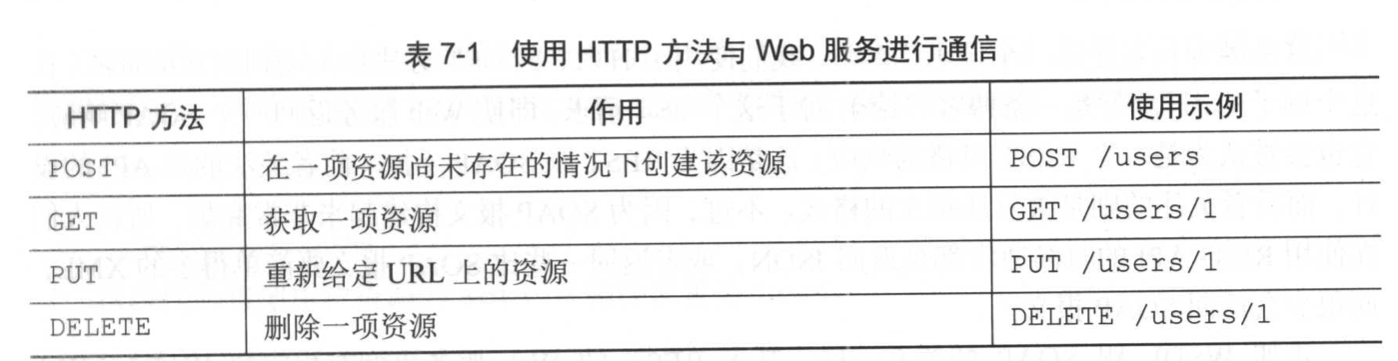 表 7-1 使用 HTTP 方法与 Web 服务进行通信
HTTP 方法 作用 使用示例
POST 在一项资源尚未存在的情况下创建该资源 POST /users
GET 获取一项资源 GET /users/1
PUT 重新给定 URL 上的资源 PUT /users/1
DELETE 删除一项资源 DELETE /users/1